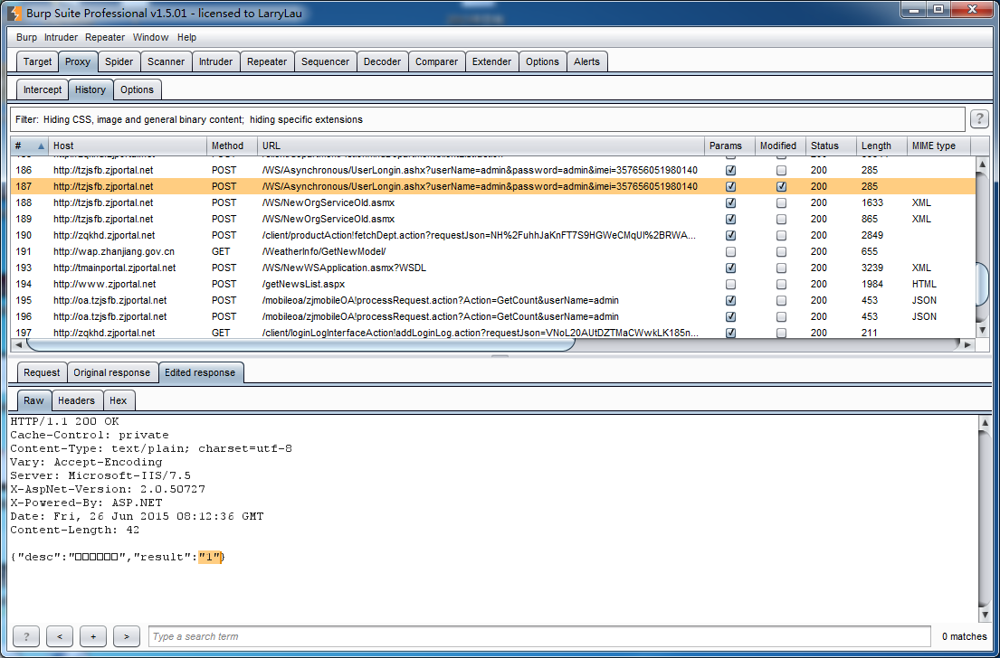 Burp Suite Professional v1.5.01 - licensed to LarryLau
Burp Intruder Repeater Window Help
Target Proxy Spider Scanner Intruder Repeater Sequencer Decoder Comparer Extender Options Alerts
Intercept History Options
Filter: Hiding CSS, image and general binary content; hiding specific extensions ?
# Host Method URL Params Modified Status Length MIME type
186 http://tzjsfb.zjportal.net POST /WS/Asynchronous/UserLongin.ashx?userName=admin&password=admin&imei=357656051980140 200 285
187 http://tzjsfb.zjportal.net POST /WS/Asynchronous/UserLongin.ashx?userName=admin&password=admin&imei=357656051980140 200 285
188 http://tzjsfb.zjportal.net POST /WS/NewOrgServiceOld.asmx 200 1633 XML
189 http://tzjsfb.zjportal.net POST /WS/NewOrgServiceOld.asmx 200 865 XML
190 http://zqkhd.zjportal.net POST /client/productAction!fetchDept.action?requestJson=NH%2FuhhJaKnFT7S9HGWeCMqUl%2BRWA... 200 2849
191 http://wap.zhanjiang.gov.cn GET /WeatherInfo/GetNewModel/ 200 655
193 http://tmainportal.zjportal.net POST /WS/NewWSApplication.asmx?WSDL 200 3239 XML
194 http://www.zjportal.net POST /getNewsList.aspx 200 1984 HTML
195 http://oa.tzjsfb.zjportal.net POST /mobileoa/zjmobileOA!processRequest.action?Action=GetCount&userName=admin 200 453 JSON
196 http://oa.tzjsfb.zjportal.net POST /mobileoa/zjmobileOA!processRequest.action?Action=GetCount&userName=admin 200 453 JSON
197 http://zqkhd.zjportal.net GET /client/loginLogInterfaceAction!addLoginLog.action?requestJson=VNoL20AUtDZTMaCWwkLK185n... 200 211
Request Original response Edited response
Raw Headers Hex
HTTP/1.1 200 OK
Cache-Control: private
Content-Type: text/plain; charset=utf-8
Vary: Accept-Encoding
Server: Microsoft-IIS/7.5
X-AspNet-Version: 2.0.50727
X-Powered-By: ASP.NET
Date: Fri, 26 Jun 2015 08:12:36 GMT
Content-Length: 42
{"desc":"□□□□□□","result":"1"}
? < + > Type a search term 0 matches